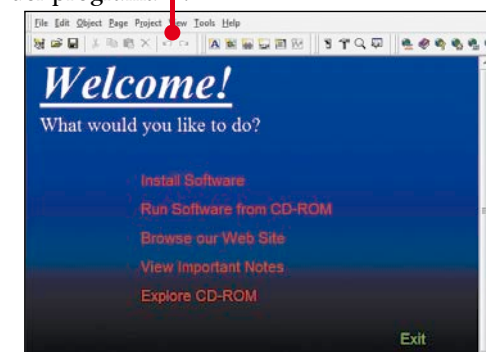 File Edit Object Page Project View Tools Help
Welcome!
What would you like to do?
Install Software
Run Software from CD-ROM
Browse our Web Site
View Important Notes
Explore CD-ROM
Exit